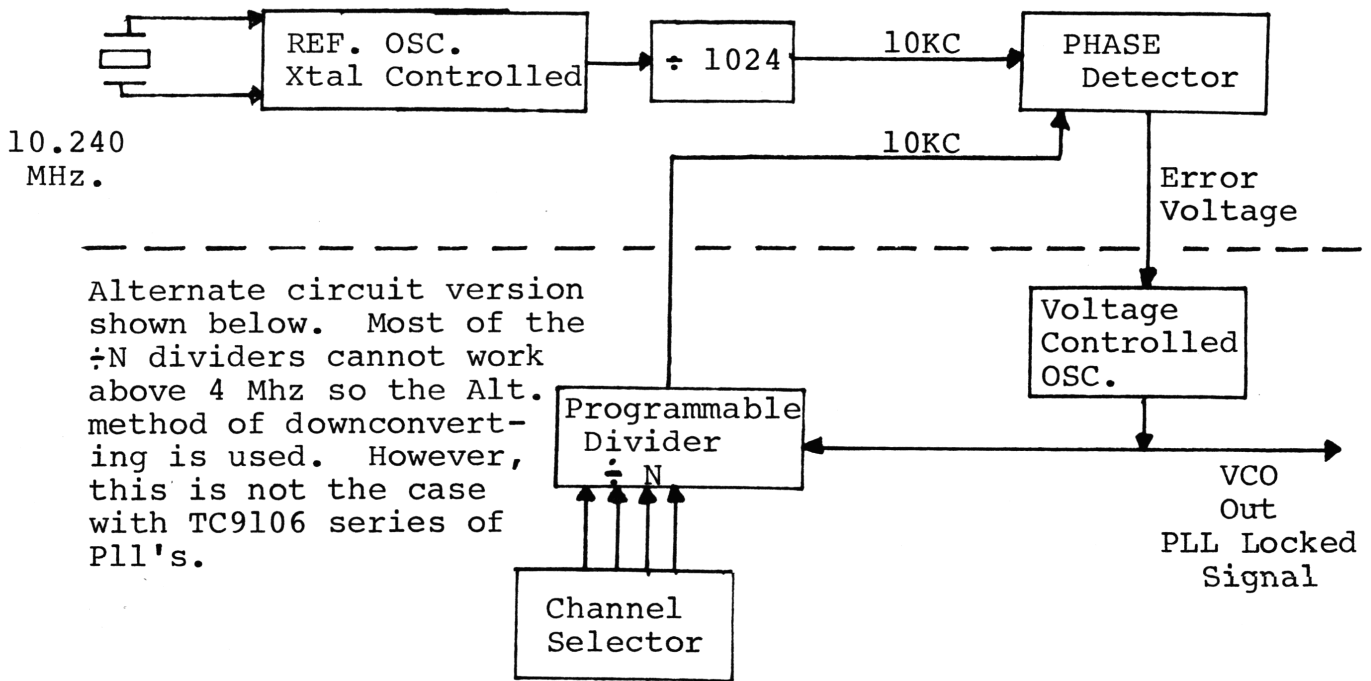 REF. OSC.
Xtal Controlled
÷ 1024
10KC
PHASE
Detector
10.240
MHz.
10KC
Error
Voltage
Alternate circuit version
shown below. Most of the
÷N dividers cannot work
above 4 Mhz so the Alt.
method of downconvert-
ing is used. However,
this is not the case
with TC9106 series of
Pll's.
Voltage
Controlled
OSC.
Programmable
Divider
÷ N
VCO
Out
PLL Locked
Signal
Channel
Selector